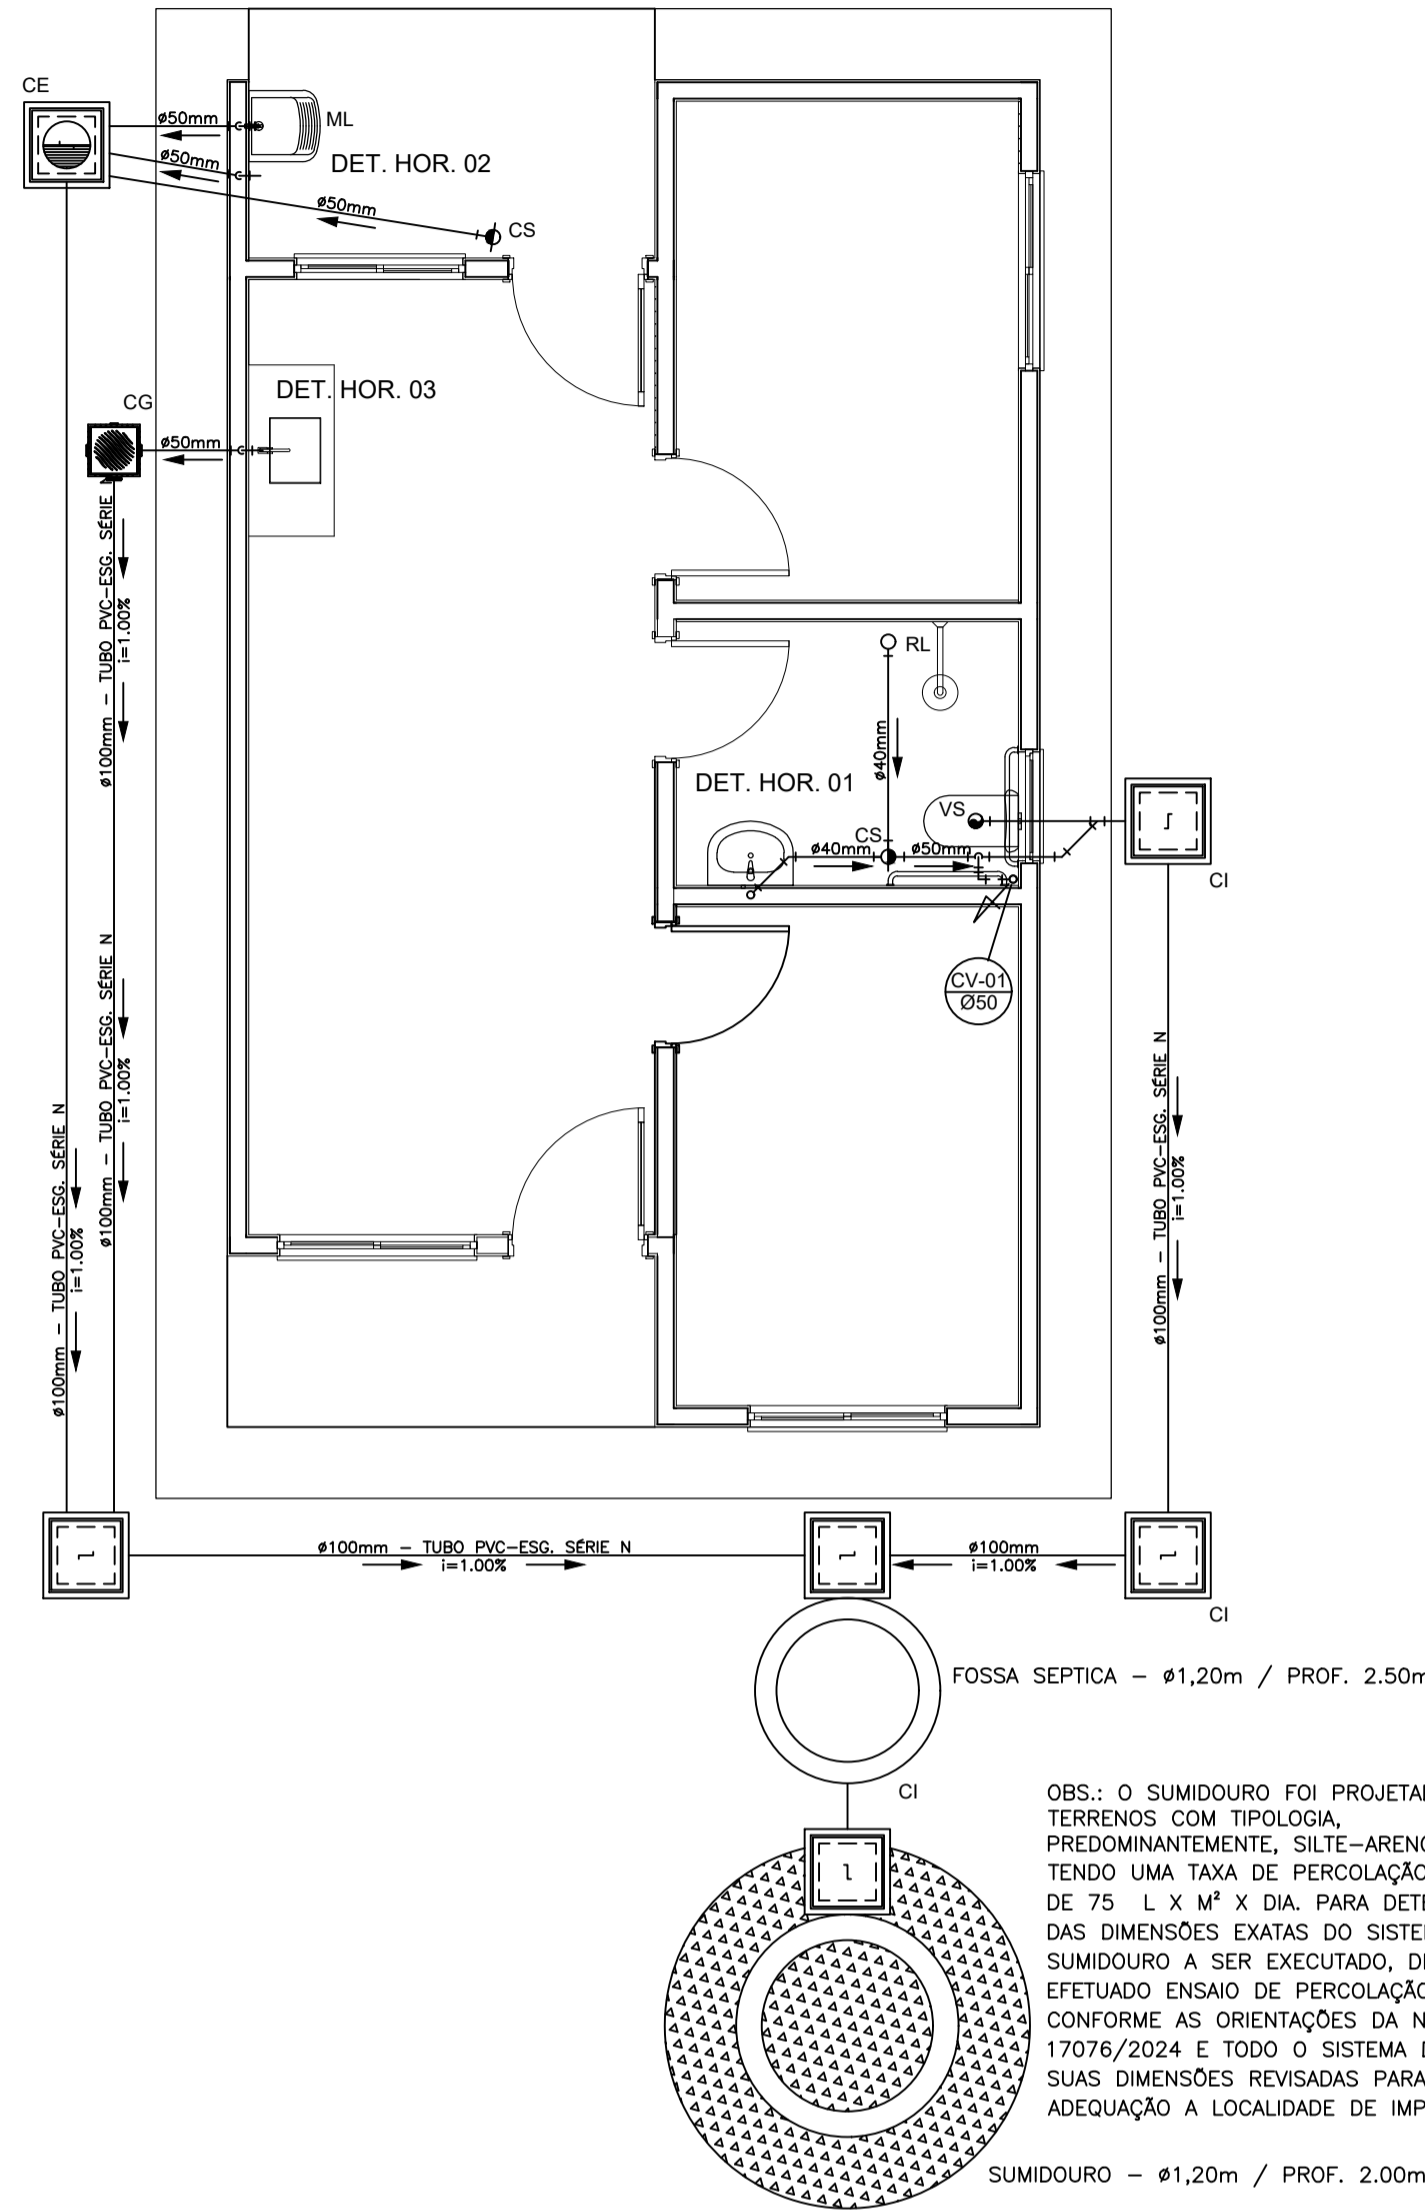 CE
ø50mm
ML
ø50mm
DET. HOR. 02
ø50mm
CS
DET. HOR. 03
CG
ø50mm
ø100mm – TUBO PVC–ESG. SÉRIE
i=1.00%
RL
ø40mm
DET. HOR. 01
VS
CS
ø40mm
ø50mm
CI
CV-01
Ø50
ø100mm – TUBO PVC–ESG. SÉRIE N
i=1.00%
ø100mm – TUBO PVC–ESG. SÉRIE N
i=1.00%
ø100mm – TUBO PVC–ESG. SÉRIE N
i=1.00%
ø100mm – TUBO PVC–ESG. SÉRIE N
i=1.00%
ø100mm
i=1.00%
CI
FOSSA SEPTICA – ø1,20m / PROF. 2.50m
CI
OBS.: O SUMIDOURO FOI
TERRENOS COM TIPOLOGIA,
PREDOMINANTEMENTE,
TENDO UMA TAXA DE PERCOLAÇÃO
DE 75 L X M² X DIA. PARA
DAS DIMENSÕES EXATAS DO
SUMIDOURO A SER EXECUTADO,
EFETUADO ENSAIO DE PERCOLAÇÃO
CONFORME AS ORIENTAÇÕES DA
17076/2024 E TODO O SISTEMA
SUAS DIMENSÕES REVISADAS PARA
ADEQUAÇÃO A LOCALIDADE DE
SUMIDOURO – ø1,20m / PROF. 2.00m